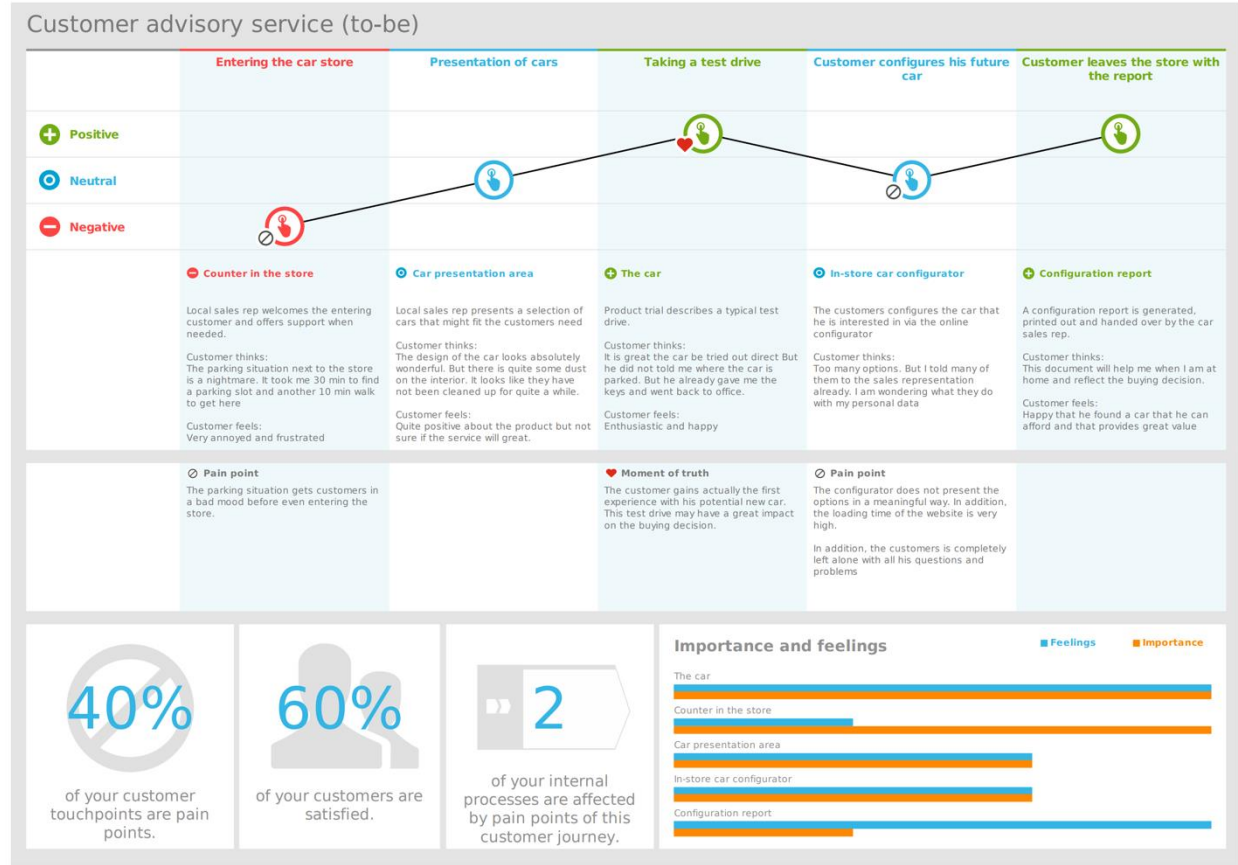 Customer advisory service (to-be)
Entering the car store
Presentation of cars
Taking a test drive
Customer configures his future
car
Customer leaves the store with
the report
Positive
Neutral
Negative
Counter in the store
Local sales rep welcomes the entering
customer and offers support when
needed.
Customer thinks:
The parking situation next to the store
is a nightmare. It took me 30 min to find
a parking slot and another 10 min walk
to get here
Customer feels:
Very annoyed and frustrated
Car presentation area
Local sales rep presents a selection of
cars that might fit the customers need
Customer thinks:
The design of the car looks absolutely
wonderful. But there is quite some dust
on the interior. It looks like they have
not been cleaned up for quite a while.
Customer feels:
Quite positive about the product but not
sure if the service will great.
The car
Product trial describes a typical test
drive.
Customer thinks:
It is great the car be tried out direct But
he did not told me where the car is
parked. But he already gave me the
keys and went back to office.
Customer feels:
Enthusiastic and happy
In-store car configurator
The customers configures the car that
he is interested in via the online
configurator
Customer thinks:
Too many options. But I told many of
them to the sales representation
already. I am wondering what they do
with my personal data
Configuration report
A configuration report is generated,
printed out and handed over by the car
sales rep.
Customer thinks:
This document will help me when I am at
home and reflect the buying decision.
Customer feels:
Happy that he found a car that he can
afford and that provides great value
Pain point
The parking situation gets customers in
a bad mood before even entering the
store.
Moment of truth
The customer gains actually the first
experience with his potential new car.
This test drive may have a great impact
on the buying decision.
Pain point
The configurator does not present the
options in a meaningful way. In addition,
the loading time of the website is very
high.
In addition, the customers is completely
left alone with all his questions and
problems
40%
of your customer
touchpoints are pain
points.
60%
of your customers are
satisfied.
2
of your internal
processes are affected
by pain points of this
customer journey.
Importance and feelings
Feelings
Importance
The car
Counter in the store
Car presentation area
In-store car configurator
Configuration report